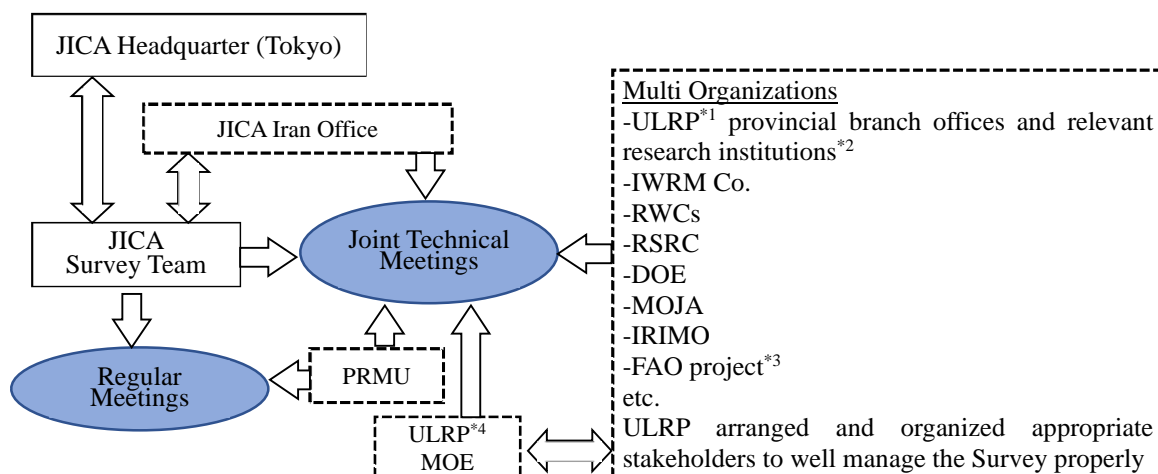 JICA Headquarter (Tokyo)
JICA Iran Office
JICA
Survey Team
Joint Technical
Meetings
Regular
Meetings
PRMU
ULRP*4
MOE
Multi Organizations
-ULRP*1 provincial branch offices and relevant
research institutions*2
-IWRM Co.
-RWCs
-RSRC
-DOE
-MOJA
-IRIMO
-FAO project*3
etc.
ULRP arranged and organized appropriate
stakeholders to well manage the Survey properly